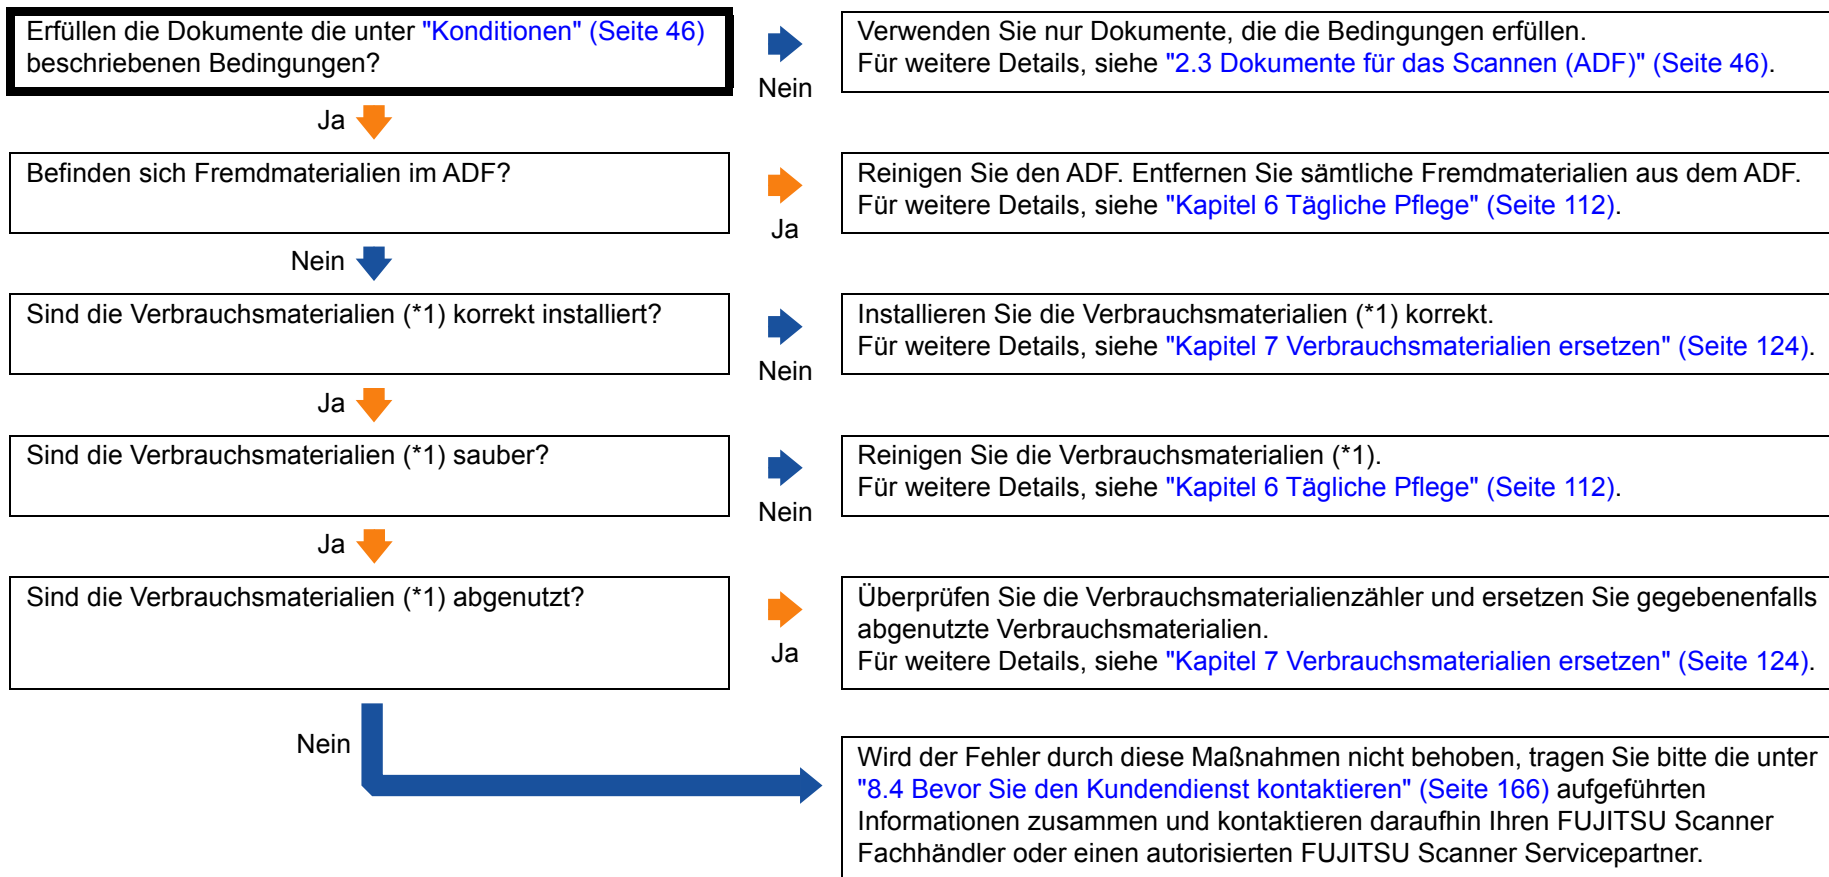 Erfüllen die Dokumente die unter "Konditionen" (Seite 46)
beschriebenen Bedingungen?
Nein
Verwenden Sie nur Dokumente, die die Bedingungen erfüllen.
Für weitere Details, siehe "2.3 Dokumente für das Scannen (ADF)" (Seite 46).
Ja
Befinden sich Fremdmaterialien im ADF?
Ja
Reinigen Sie den ADF. Entfernen Sie sämtliche Fremdmaterialien aus dem ADF.
Für weitere Details, siehe "Kapitel 6 Tägliche Pflege" (Seite 112).
Nein
Sind die Verbrauchsmaterialien (*1) korrekt installiert?
Nein
Installieren Sie die Verbrauchsmaterialien (*1) korrekt.
Für weitere Details, siehe "Kapitel 7 Verbrauchsmaterialien ersetzen" (Seite 124).
Ja
Sind die Verbrauchsmaterialien (*1) sauber?
Nein
Reinigen Sie die Verbrauchsmaterialien (*1).
Für weitere Details, siehe "Kapitel 6 Tägliche Pflege" (Seite 112).
Ja
Sind die Verbrauchsmaterialien (*1) abgenutzt?
Ja
Überprüfen Sie die Verbrauchsmaterialienzähler und ersetzen Sie gegebenenfalls
abgenutzte Verbrauchsmaterialien.
Für weitere Details, siehe "Kapitel 7 Verbrauchsmaterialien ersetzen" (Seite 124).
Nein
Wird der Fehler durch diese Maßnahmen nicht behoben, tragen Sie bitte die unter
"8.4 Bevor Sie den Kundendienst kontaktieren" (Seite 166) aufgeführten
Informationen zusammen und kontaktieren daraufhin Ihren FUJITSU Scanner
Fachhändler oder einen autorisierten FUJITSU Scanner Servicepartner.